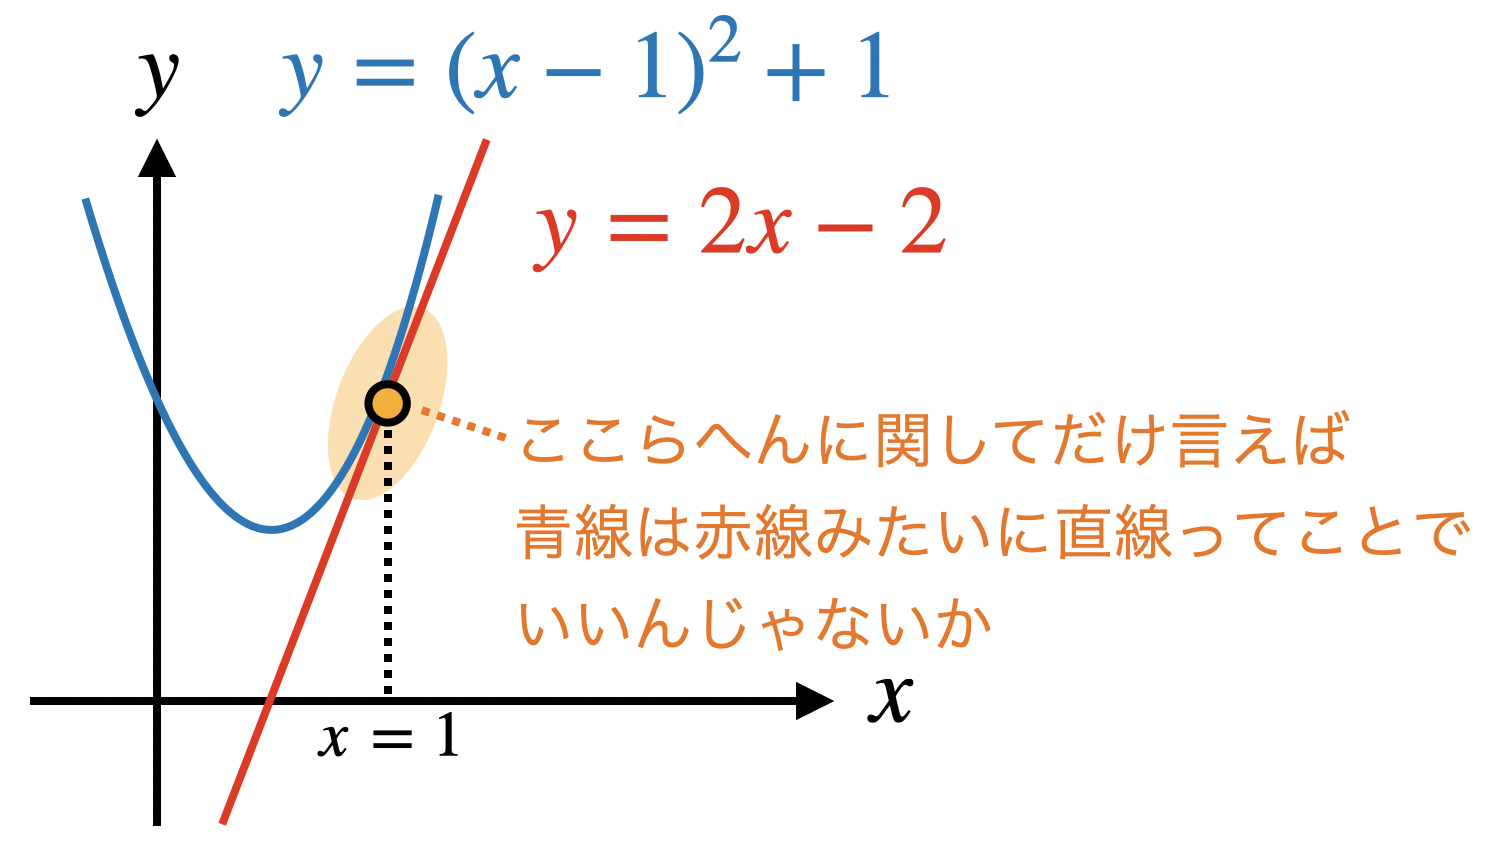 y
y = (x − 1)² + 1
y = 2x − 2
ここらへんに関してだけ言えば
青線は赤線みたいに直線ってことで
いいんじゃないか
x
x = 1